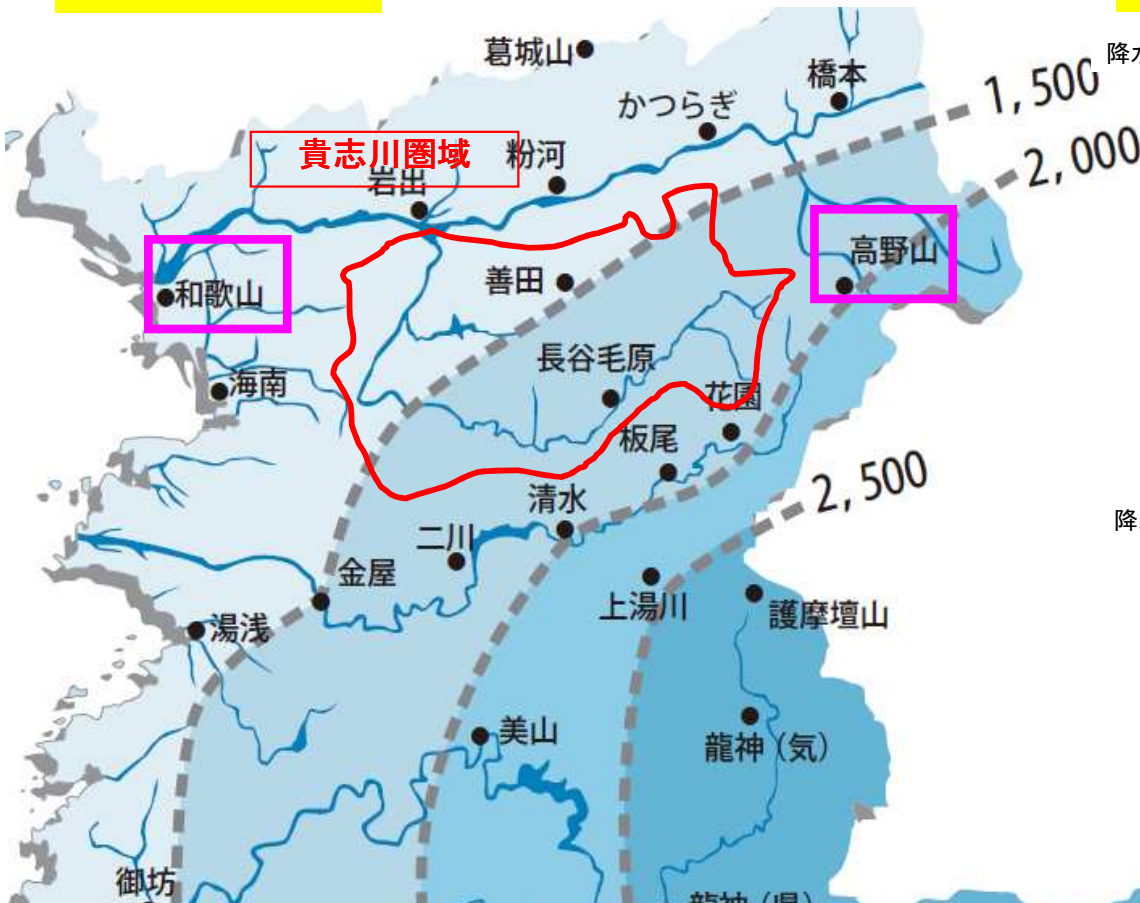 葛城山
降水
橋本
1,500
かつらぎ
2,000
貴志川圏域
粉河
岩出
高野山
善田
和歌山
長谷毛原
海南
花園
板尾
2,500
清水
降
二川
金屋
上湯川
護摩壇山
湯浅
美山
龍神（気）
御坊
龍神（県）